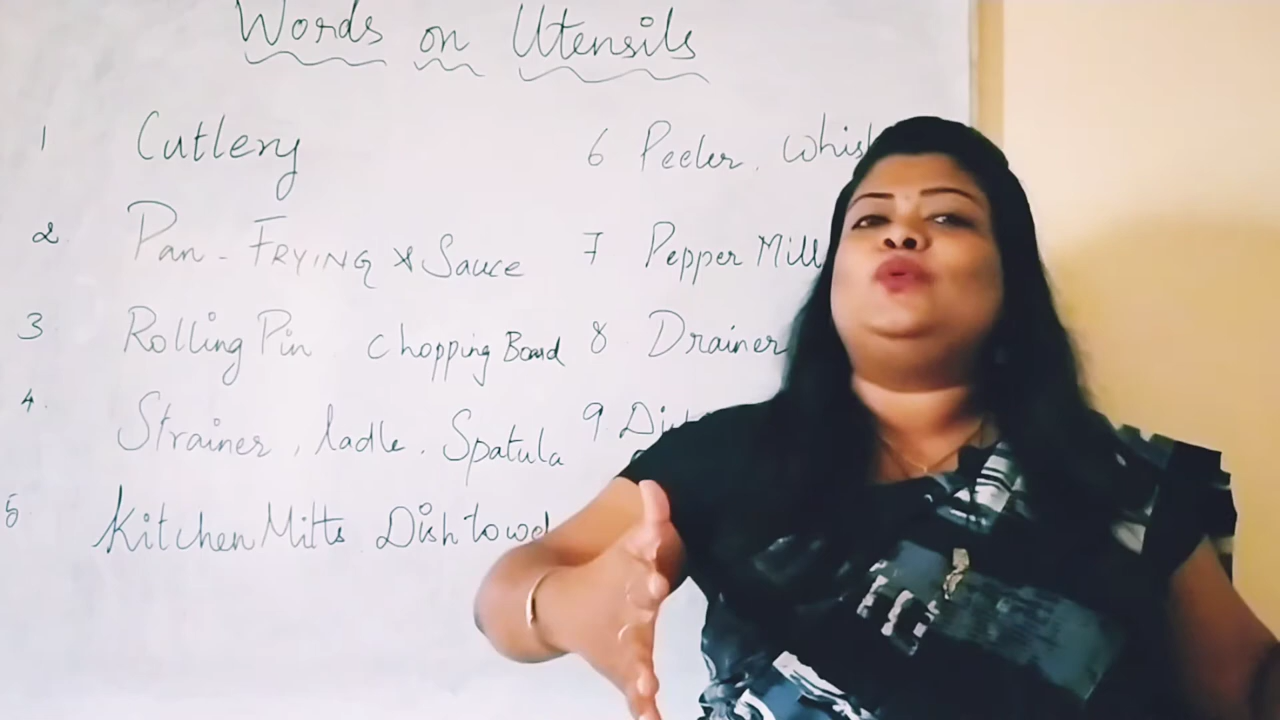 Words on Utensils
1 Cutlery
2 Pan - FRYING & Sauce
3 Rolling Pin Chopping Board
4. Strainer, ladle, Spatula
5 Kitchen Mitts Dish towel
6 Peeler, Whisk
7 Pepper Mill
8 Drainer
9.